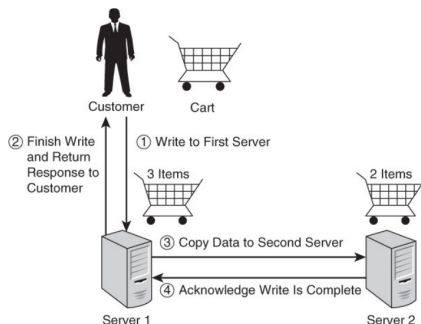 Customer
Cart
② Finish Write
and Return
Response to
Customer
① Write to First Server
3 Items
2 Items
③ Copy Data to Second Server
④ Acknowledge Write Is Complete
Server 1
Server 2